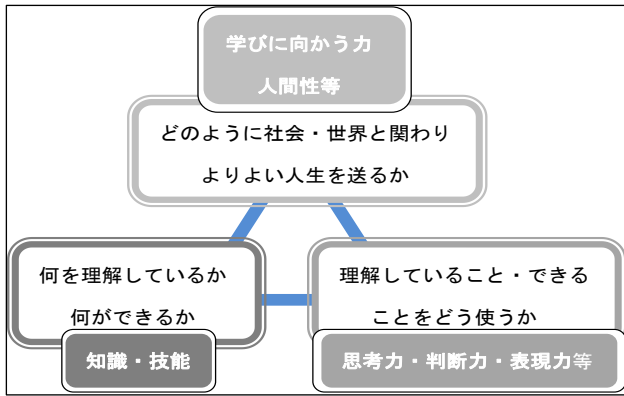 学びに向かう力
人間性等
どのように社会・世界と関わり
よりよい人生を送るか
何を理解しているか
何ができるか
知識・技能
理解していること・できる
ことをどう使うか
思考力・判断力・表現力等